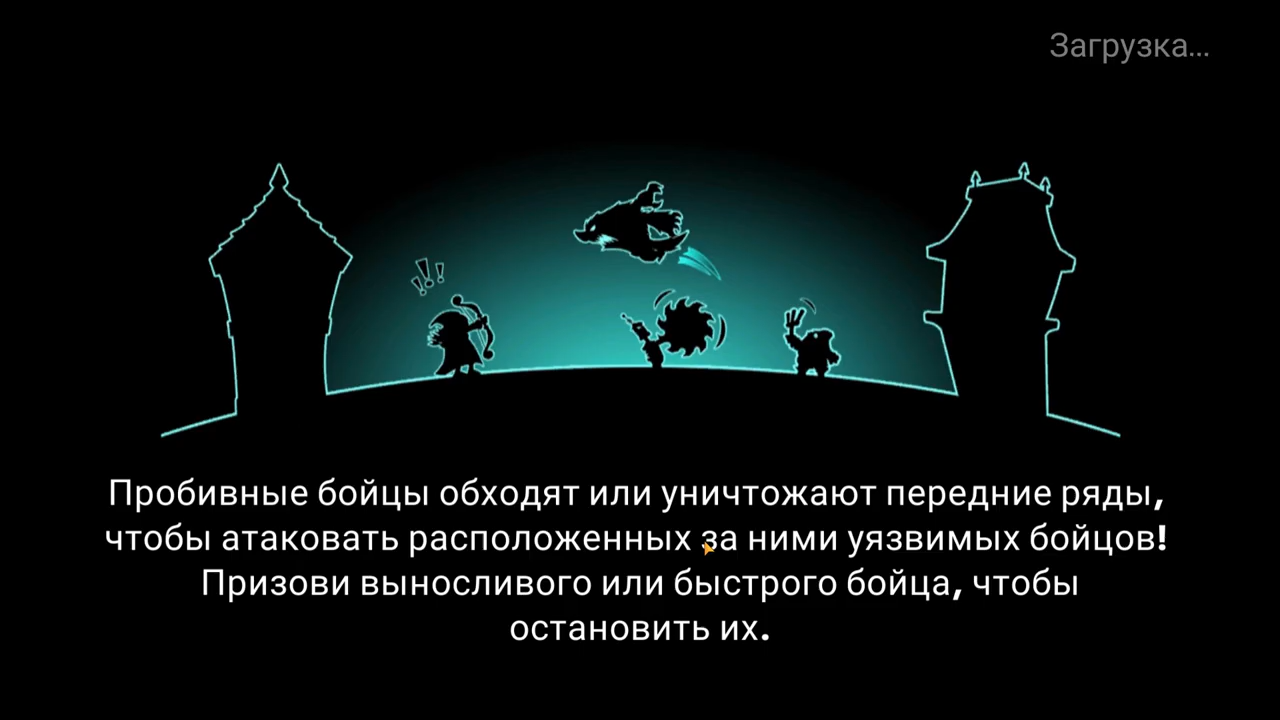 Загрузка...
!!!
Пробивные бойцы обходят или уничтожают передние ряды,
чтобы атаковать расположенных за ними уязвимых бойцов!
Призови выносливого или быстрого бойца, чтобы
остановить их.